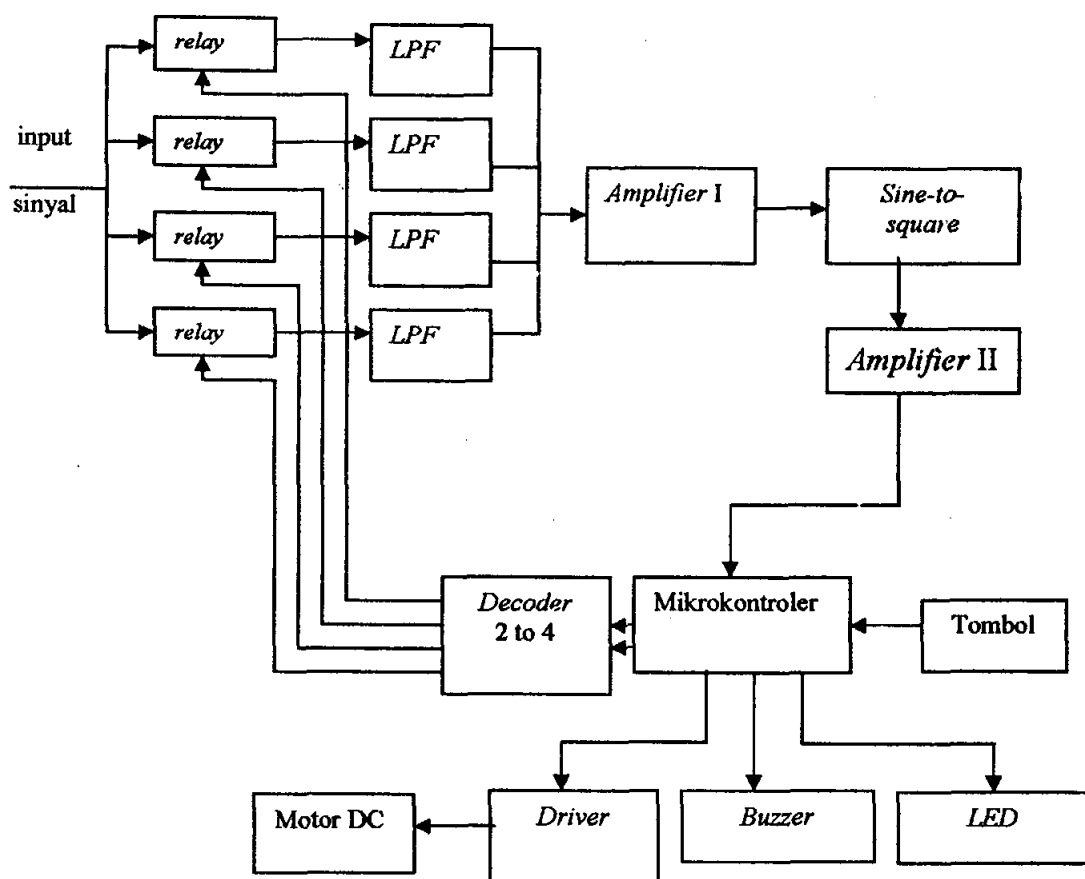 relay
LPF
input
relay
LPF
sinyal
relay
LPF
relay
LPF
Amplifier I
Sine-to-
square
Amplifier II
Decoder
2 to 4
Mikrokontroler
Tombol
Motor DC
Driver
Buzzer
LED